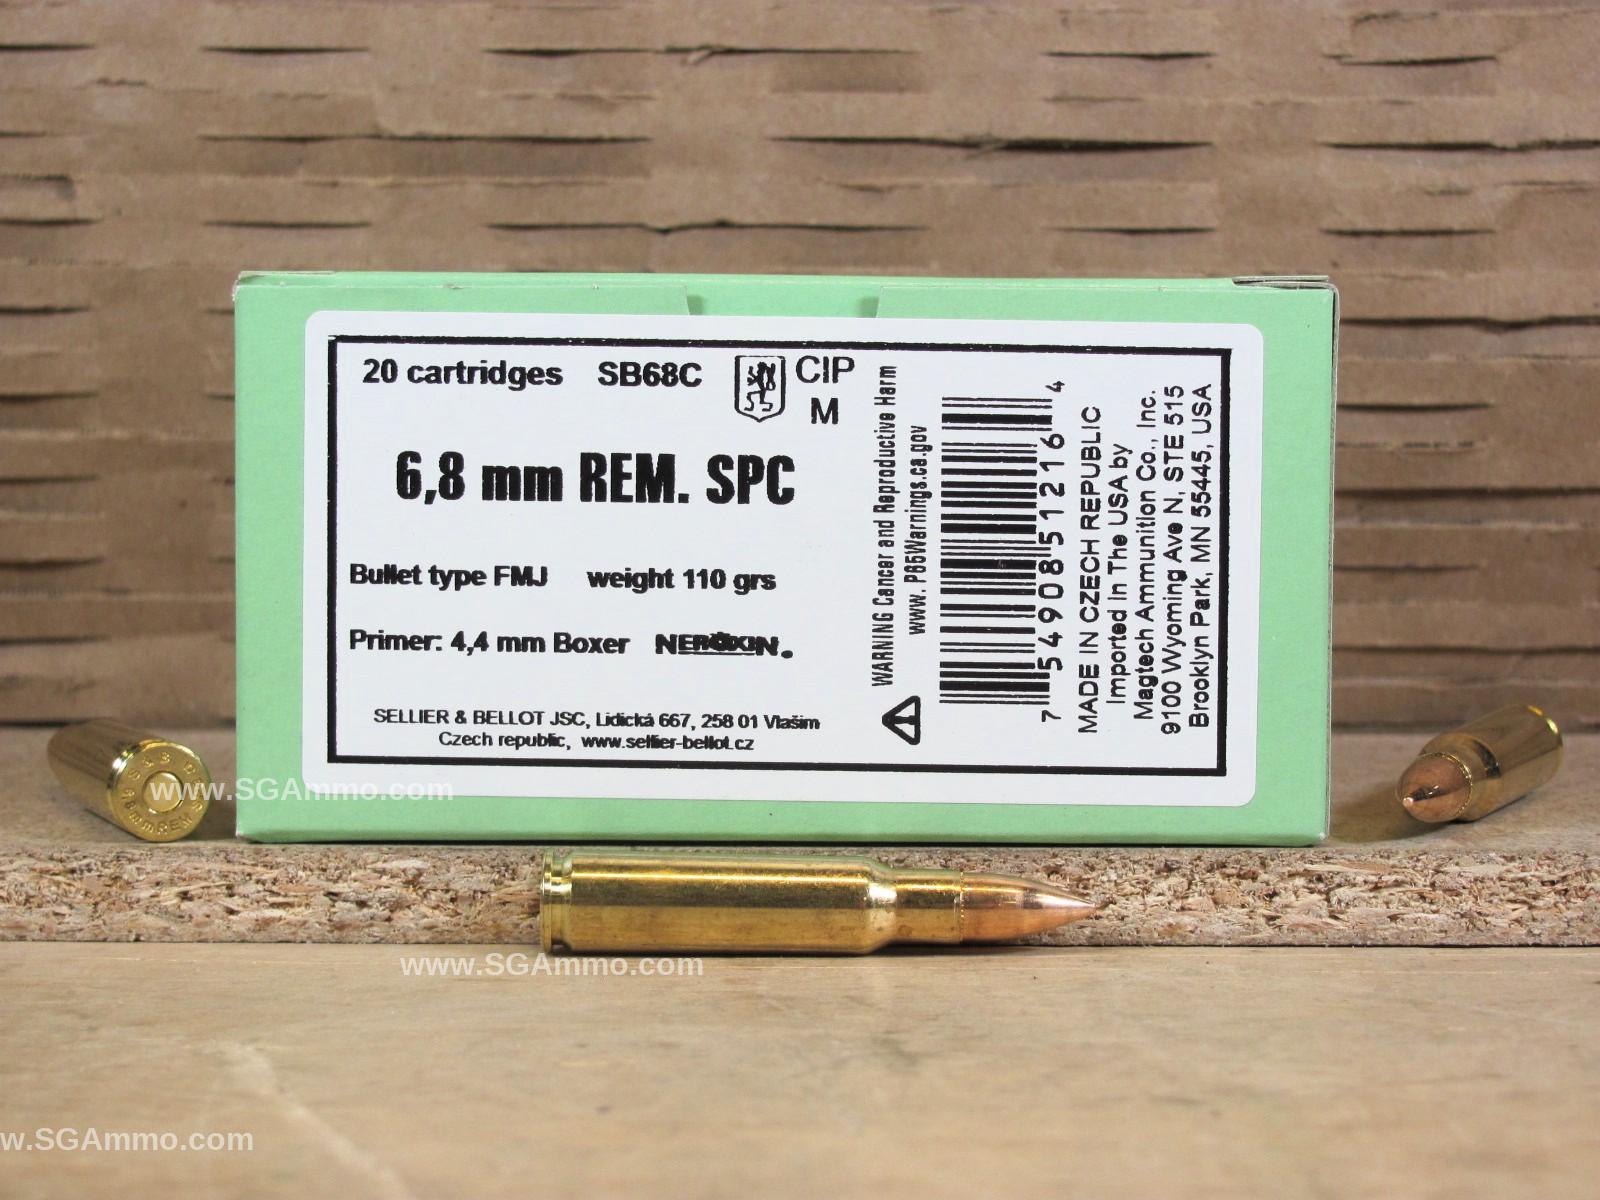 20 cartridges SB68C CIP
M
6,8 mm REM. SPC
Bullet type FMJ weight 110 grs
Primer: 4,4 mm Boxer NEROXIN.
SELLIER & BELLOT JSC, Lidická 667, 258 01 Vlašim
Czech republic, www.sellier-bellot.cz
WARNING Cancer and Reproductive Harm
www.P65Warnings.ca.gov
7 54908 51216 4
MADE IN CZECH REPUBLIC
Imported In The USA by
Magtech Ammunition Co., Inc.
9100 Wyoming Ave N, STE 515
Brooklyn Park, MN 55445, USA
S & B
6.8mm REM
www.SGAmmo.com
www.SGAmmo.com
w.SGAmmo.com